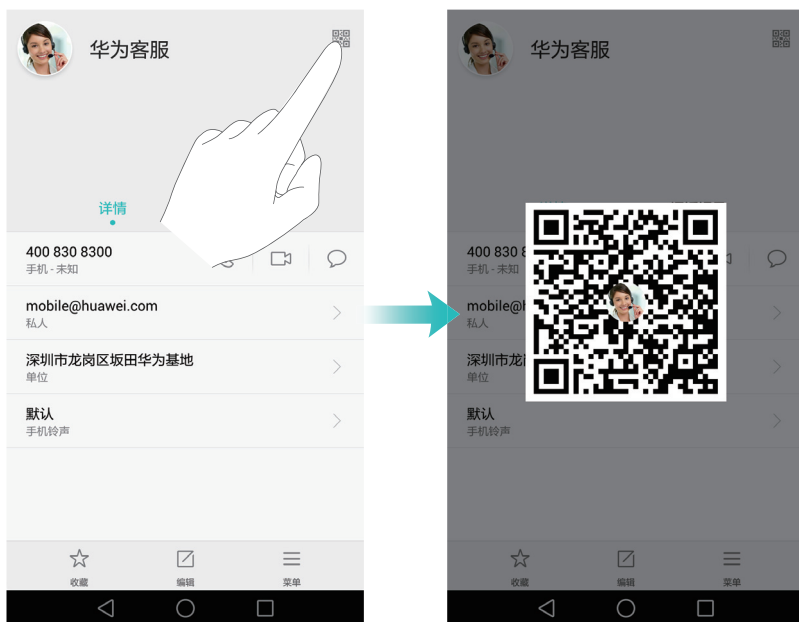 华为客服
详情
400 830 8300
手机 - 未知
mobile@huawei.com
私人
深圳市龙岗区坂田华为基地
单位
默认
手机铃声
收藏
编辑
菜单
华为客服
400 830 8
手机 - 未知
mobile@h
私人
深圳市龙
单位
默认
手机铃声
收藏
编辑
菜单